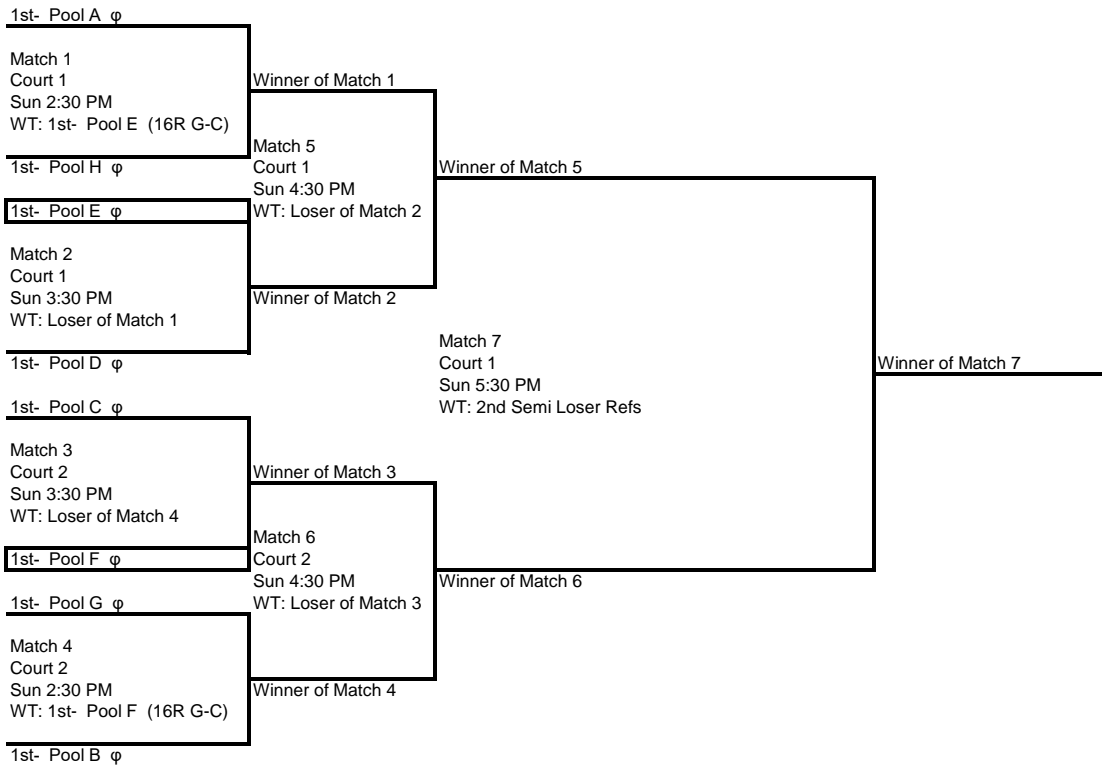 1st-  Pool A  φ
Match 1
Court 1
Sun 2:30 PM
WT: 1st-  Pool E  (16R G-C)
1st-  Pool H  φ
Winner of Match 1
Match 5
Court 1
Sun 4:30 PM
WT: Loser of Match 2
1st-  Pool E  φ
Match 2
Court 1
Sun 3:30 PM
WT: Loser of Match 1
1st-  Pool D  φ
Winner of Match 2
Winner of Match 5
Match 7
Court 1
Sun 5:30 PM
WT: 2nd Semi Loser Refs
Winner of Match 7
1st-  Pool C  φ
Match 3
Court 2
Sun 3:30 PM
WT: Loser of Match 4
1st-  Pool F  φ
Winner of Match 3
Match 6
Court 2
Sun 4:30 PM
WT: Loser of Match 3
Winner of Match 6
1st-  Pool G  φ
Match 4
Court 2
Sun 2:30 PM
WT: 1st-  Pool F  (16R G-C)
1st-  Pool B  φ
Winner of Match 4